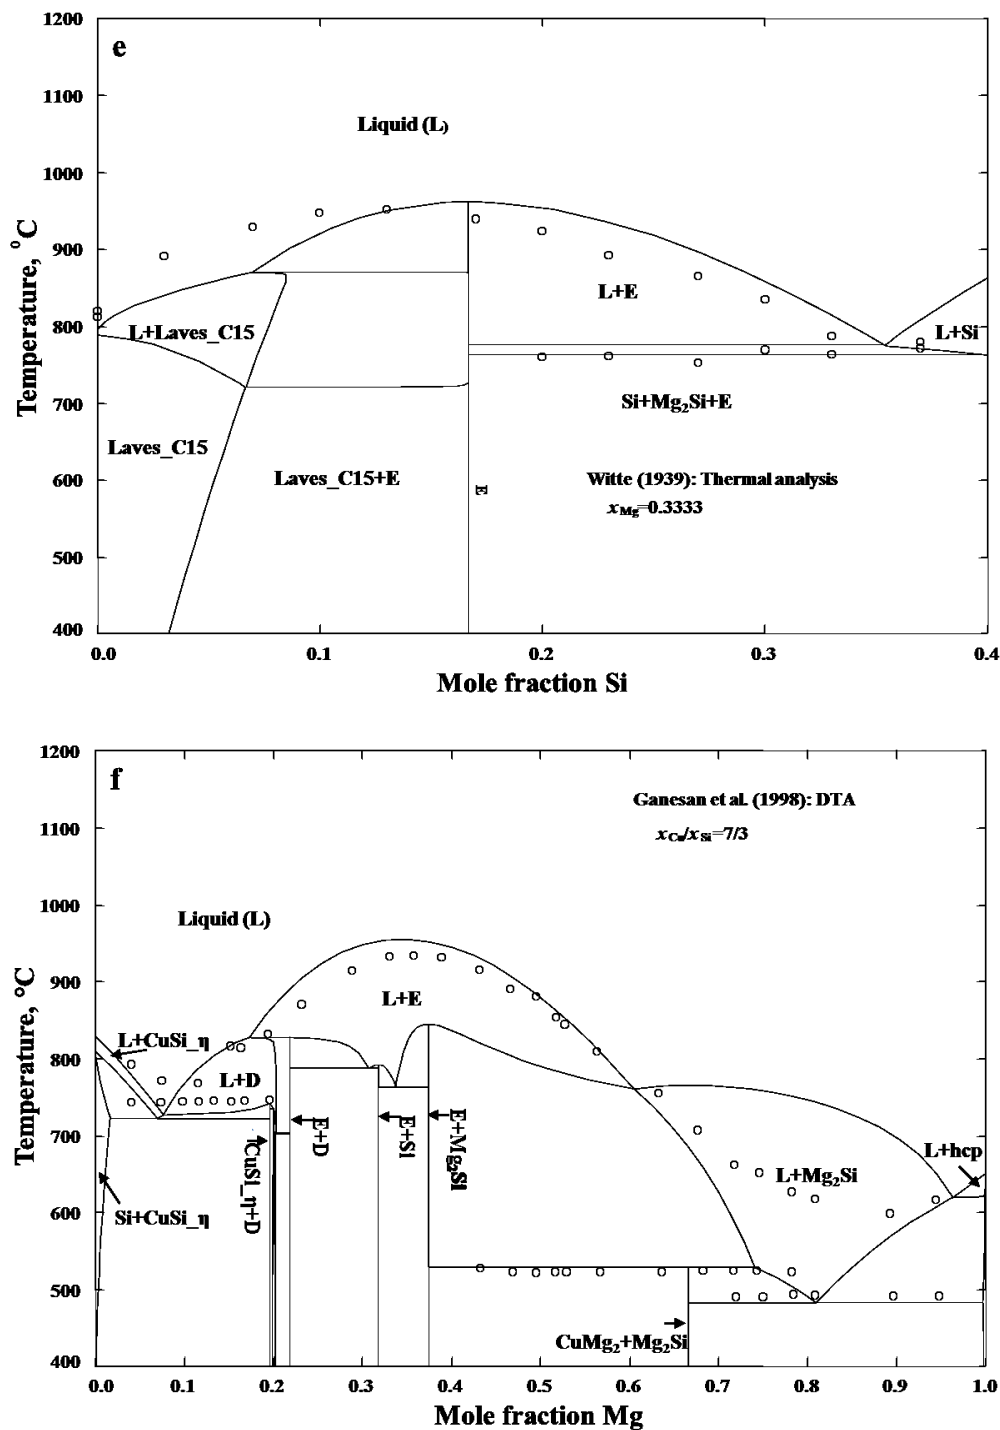 1200
e
1100
Liquid (L)
1000
900
L+E
800
L+Laves_C15
L+Si
700
Si+Mg₂Si+E
Laves_C15
600
Laves_C15+E
E
Witte (1939): Thermal analysis
xMg=0.3333
500
400
0.0 0.1 0.2 0.3 0.4
Temperature, °C
Mole fraction Si
1200
f
Ganesan et al. (1998): DTA
1100
xCu/xSi=7/3
1000
Liquid (L)
900
L+E
800
L+CuSi_η
L+D
700
E+D
E+Si
E+Mg₂Si
CuSi_η+D
L+hcp
L+Mg₂Si
600
Si+CuSi_η
500
CuMg₂+Mg₂Si
400
0.0 0.1 0.2 0.3 0.4 0.5 0.6 0.7 0.8 0.9 1.0
Temperature, °C
Mole fraction Mg